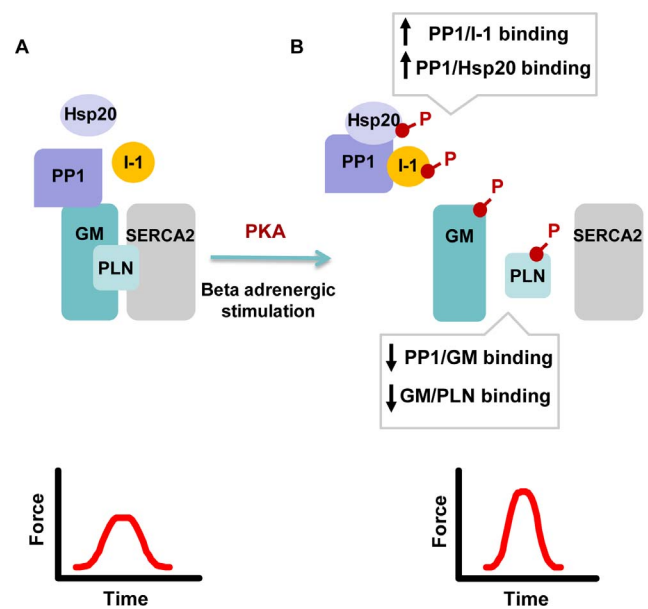 A
Hsp20
PP1
I-1
GM
SERCA2
PLN
PKA
Beta adrenergic
stimulation
B
PP1/I-1 binding
PP1/Hsp20 binding
Hsp20
P
PP1
I-1
P
P
GM
P
PLN
SERCA2
PP1/GM binding
GM/PLN binding
Force
Time
Force
Time